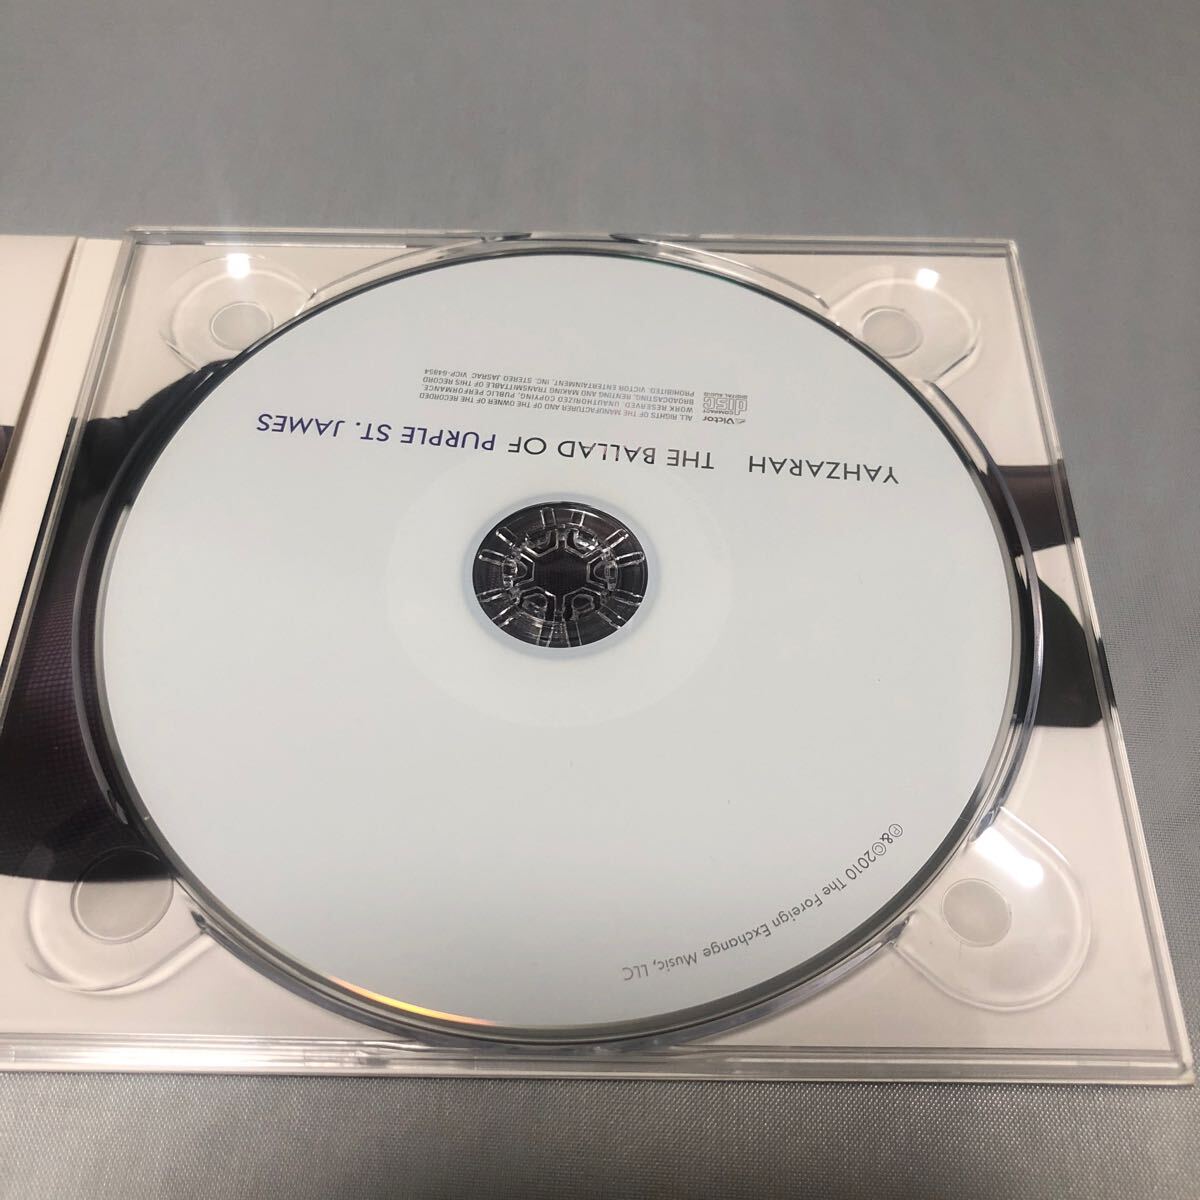 YAHZARAH THE BALLAD OF PURPLE ST. JAMES
Victor
COMPACT
disc
DIGITAL AUDIO
ALL RIGHTS OF THE MANUFACTURER AND OF THE OWNER OF THE RECORDED
WORK RESERVED. UNAUTHORIZED COPYING, PUBLIC PERFORMANCE,
BROADCASTING, RENTING AND MAKING TRANSMITTABLE OF THIS RECORD
PROHIBITED. VICTOR ENTERTAINMENT, INC. STEREO JASRAC VICP-64854
℗&©2010 The Foreign Exchange Music, LLC